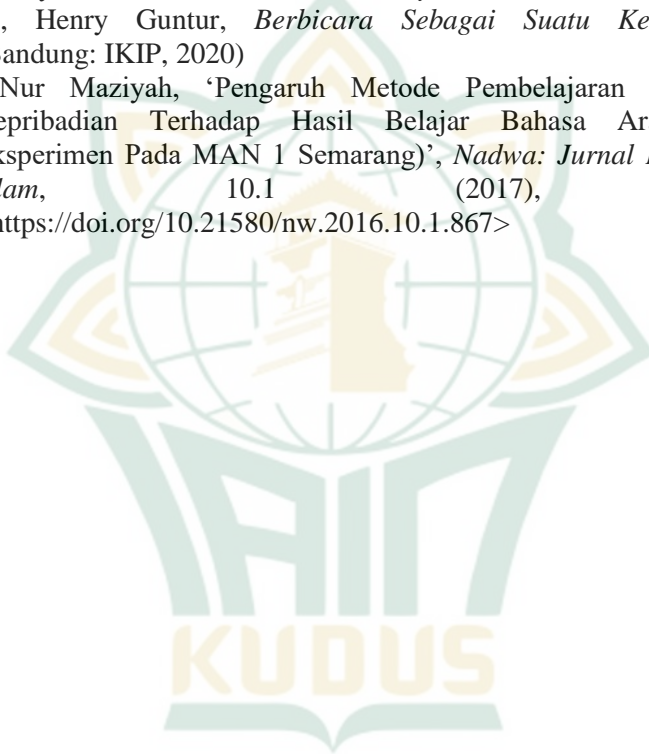 , Henry Guntur, Berbicara Sebagai Suatu Ke
andung: IKIP, 2020)
Nur Maziyah, ‘Pengaruh Metode Pembelajaran
epribadian Terhadap Hasil Belajar Bahasa Ar
ksperimen Pada MAN 1 Semarang)’, Nadwa: Jurnal
lam, 10.1 (2017),
https://doi.org/10.21580/nw.2016.10.1.867>
IAIN
KUDUS